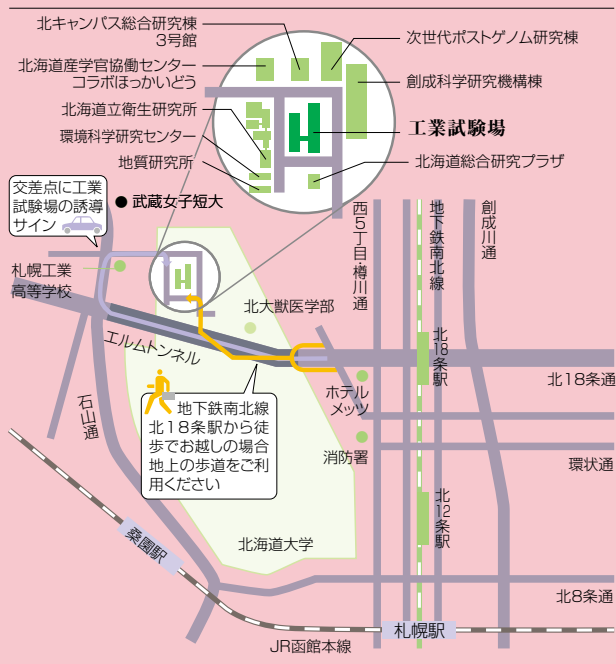 北キャンパス総合研究棟
3号館
次世代ポストゲノム研究棟
北海道産学官協働センター
コラボほっかいどう
創成科学研究機構棟
北海道立衛生研究所
工業試験場
環境科学研究センター
地質研究所
北海道総合研究プラザ
交差点に工業
試験場の誘導
サイン
● 武蔵女子短大
西5丁目・樽川通
地下鉄南北線
創成川通
札幌工業
高等学校
北大獣医学部
エルムトンネル
北18条駅
北18条通
ホテル
メッツ
石山通
地下鉄南北線
北18条駅から徒
歩でお越しの場合
地上の歩道をご利
用ください
消防署
環状通
北12条駅
桑園駅
北海道大学
北8条通
札幌駅
JR函館本線